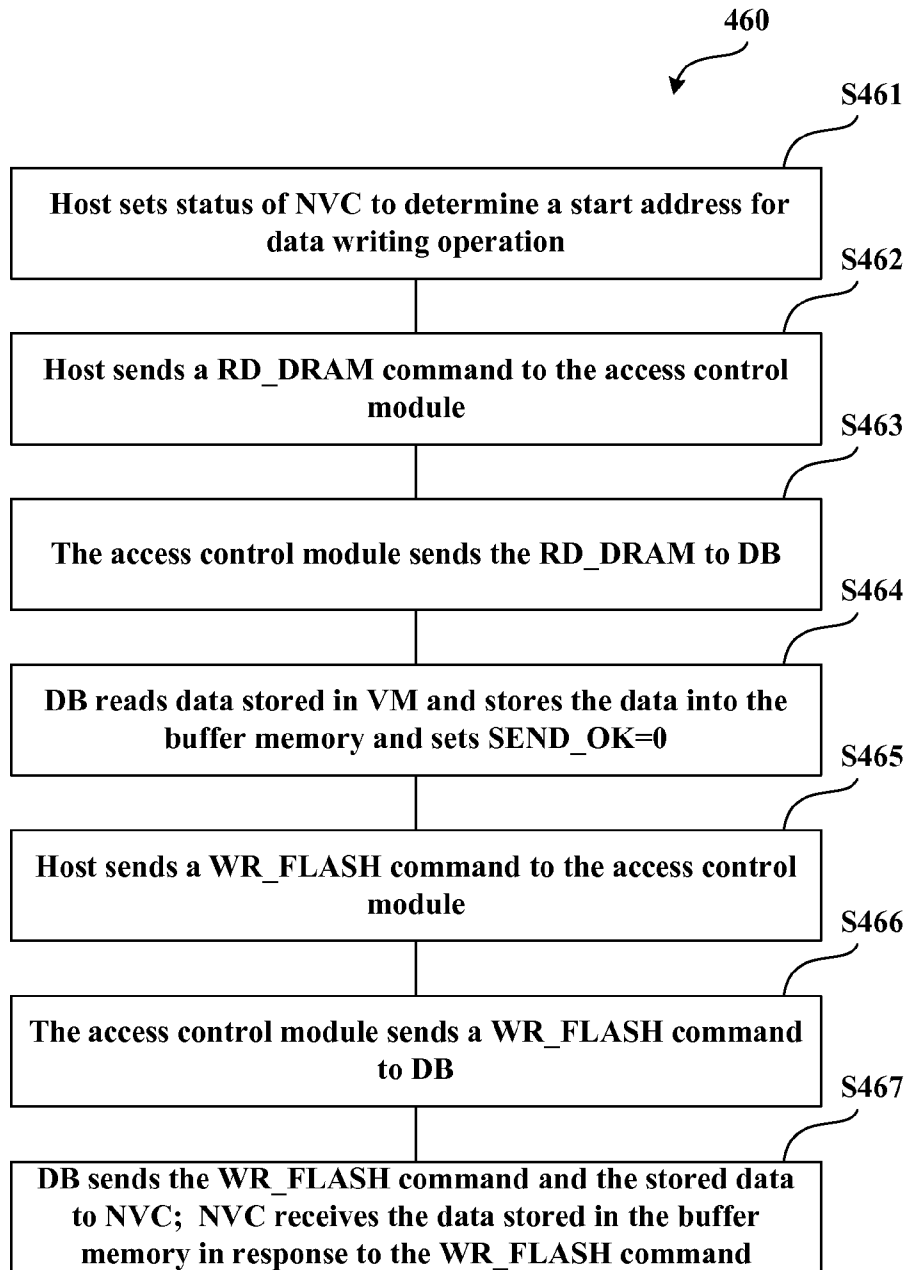 460
S461
Host sets status of NVC to determine a start address for
data writing operation
S462
Host sends a RD_DRAM command to the access control
module
S463
The access control module sends the RD_DRAM to DB
S464
DB reads data stored in VM and stores the data into the
buffer memory and sets SEND_OK=0
S465
Host sends a WR_FLASH command to the access control
module
S466
The access control module sends a WR_FLASH command
to DB
S467
DB sends the WR_FLASH command and the stored data
to NVC; NVC receives the data stored in the buffer
memory in response to the WR_FLASH command